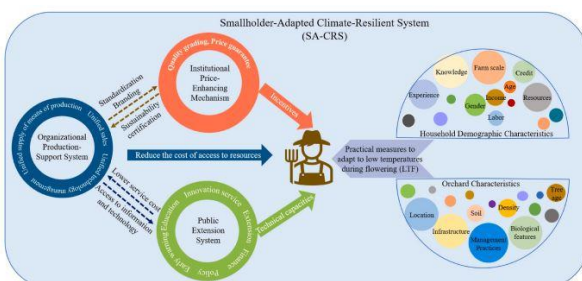 Smallholder-Adapted Climate-Resilient System
(SA-CRS)
Quality grading, Price guarantee
Institutional
Price-
Enhancing
Mechanism
Standardization
Branding
Sustainability
certification
Incentives
Unified supply of means of production
Unified sales
Unified technology management
Organizational
Production-
Support System
Reduce the cost of access to resources
Lower service cost
Access to information
and technology
Innovation service
Extension
Finance
Policy
Early warning
Education
Public
Extension
System
Technical capacities
Practical measures to
adapt to low temperatures
during flowering (LTF)
Knowledge
Farm scale
Credit
Experience
Age
Gender
Income
Resources
Labor
Household Demographic Characteristics
Orchard Characteristics
Tree
age
Location
Soil
Density
Infrastructure
Management
Practices
Biological
features